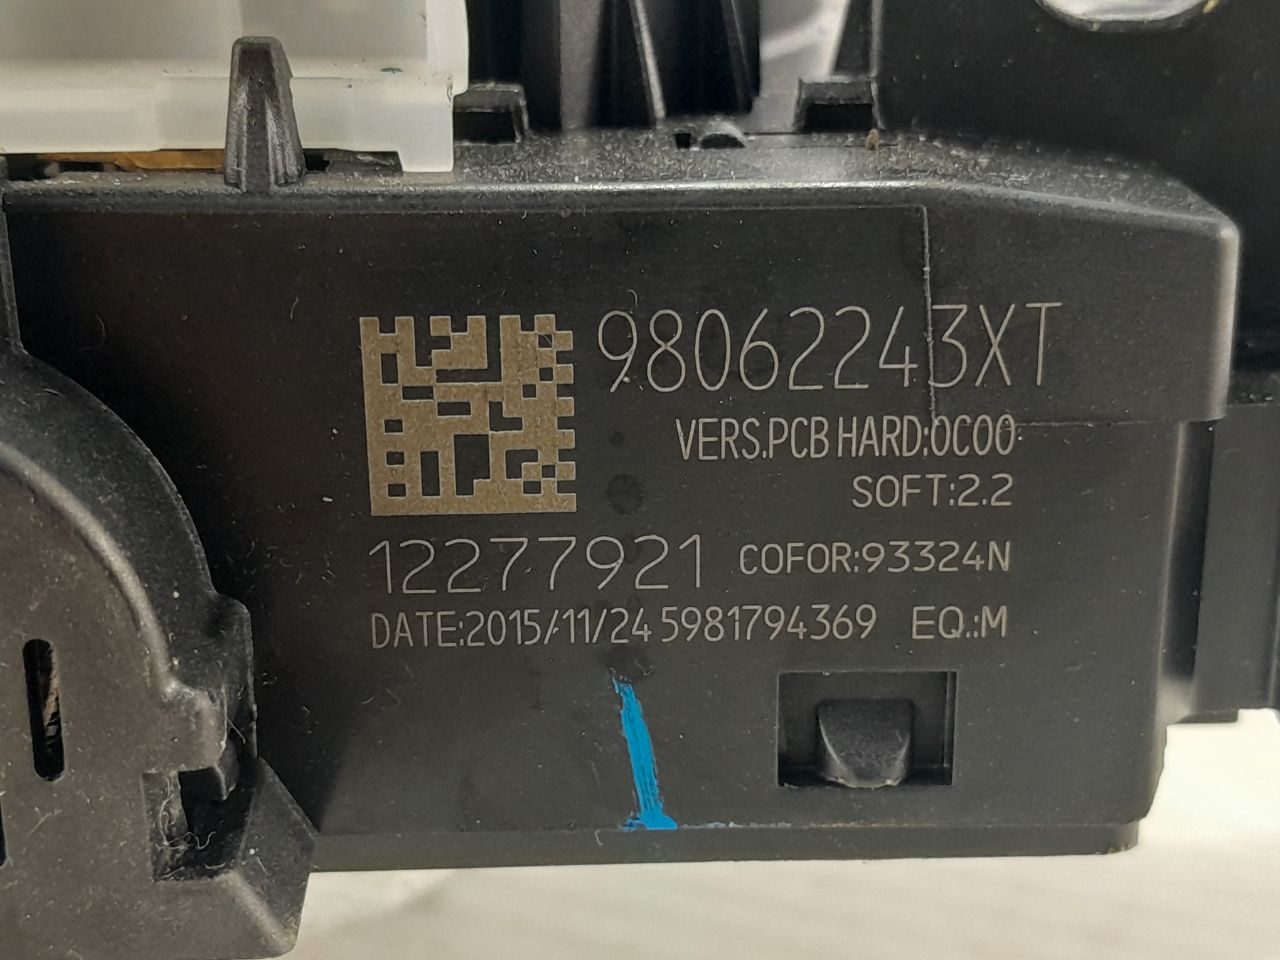 98062243XT
VERS.PCB HARD:0C00
SOFT:2.2
12277921 COFOR:93324N
DATE:2015/11/24 5981794369 EQ.:M